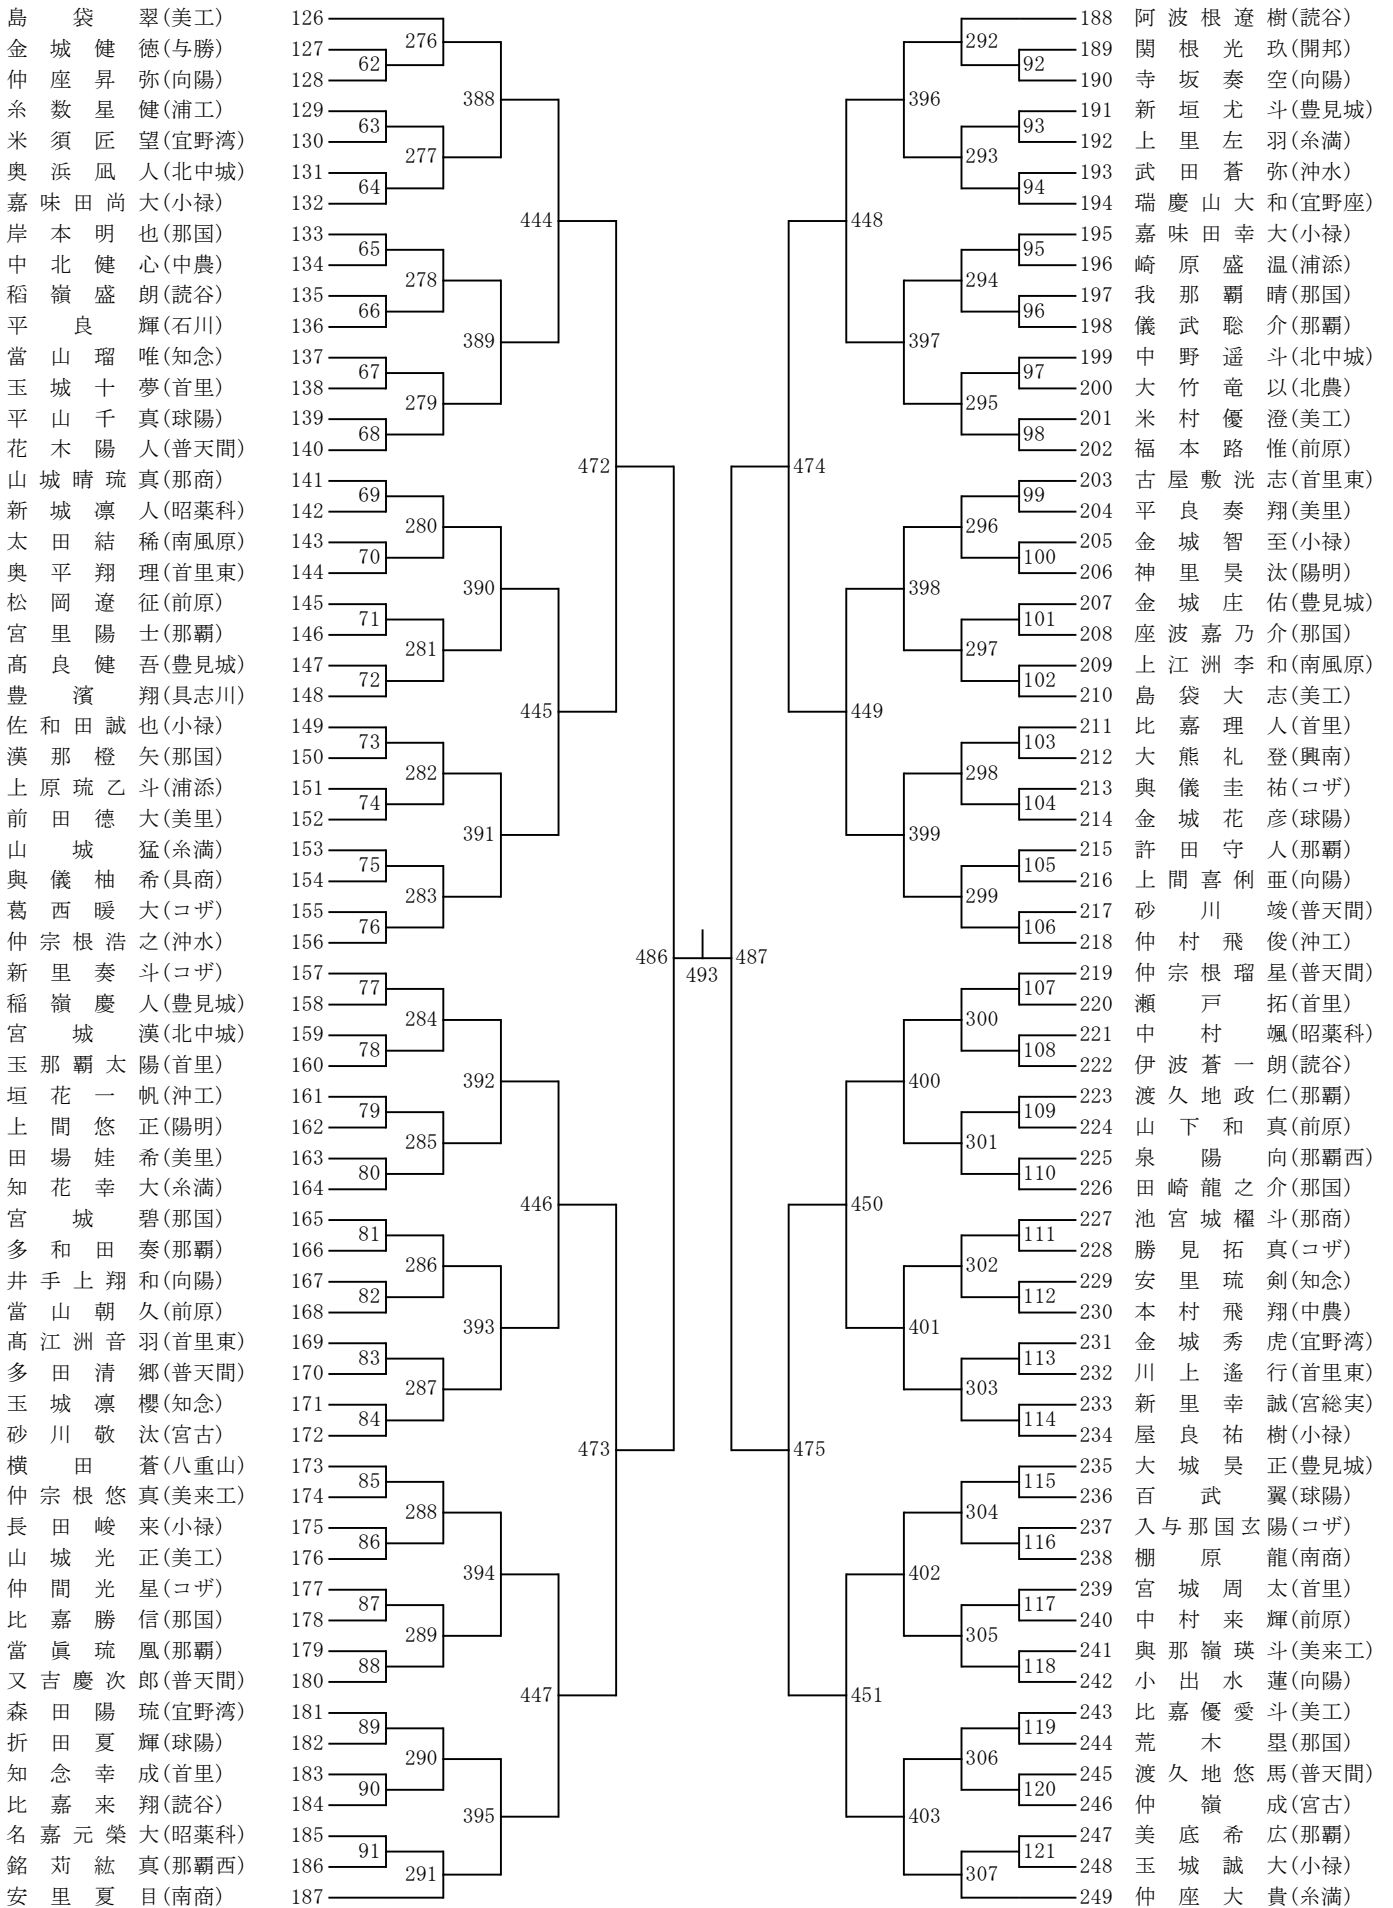 島袋翠(美工) 126
金城健徳(与勝) 127
仲座昇弥(向陽) 128
糸数星健(浦工) 129
米須匠望(宜野湾) 130
奥浜凪人(北中城) 131
嘉味田尚大(小禄) 132
岸本明也(那国) 133
中北健心(中農) 134
稲嶺盛朗(読谷) 135
平良輝(石川) 136
當山瑠唯(知念) 137
玉城十夢(首里) 138
平山千真(球陽) 139
花木陽人(普天間) 140
山城晴琉真(那商) 141
新城凛人(昭薬科) 142
太田結稀(南風原) 143
奥平翔理(首里東) 144
松岡遼征(前原) 145
宮里陽士(那覇) 146
髙良健吾(豊見城) 147
豊濱翔(具志川) 148
佐和田誠也(小禄) 149
漢那橙矢(那国) 150
上原琉乙斗(浦添) 151
前田德大(美里) 152
山城猛(糸満) 153
與儀柚希(具商) 154
葛西暖大(コザ) 155
仲宗根浩之(沖水) 156
新里奏斗(コザ) 157
稲嶺慶人(豊見城) 158
宮城漢(北中城) 159
玉那覇太陽(首里) 160
垣花一帆(沖工) 161
上間悠正(陽明) 162
田場娃希(美里) 163
知花幸大(糸満) 164
宮城碧(那国) 165
多和田奏(那覇) 166
井手上翔和(向陽) 167
當山朝久(前原) 168
髙江洲音羽(首里東) 169
多田清郷(普天間) 170
玉城凛櫻(知念) 171
砂川敬汰(宮古) 172
横田蒼(八重山) 173
仲宗根悠真(美来工) 174
長田峻来(小禄) 175
山城光正(美工) 176
仲間光星(コザ) 177
比嘉勝信(那国) 178
當眞琉凰(那覇) 179
又吉慶次郎(普天間) 180
森田陽琉(宜野湾) 181
折田夏輝(球陽) 182
知念幸成(首里) 183
比嘉来翔(読谷) 184
名嘉元榮大(昭薬科) 185
銘苅紘真(那覇西) 186
安里夏目(南商) 187
62
63
64
65
66
67
68
69
70
71
72
73
74
75
76
77
78
79
80
81
82
83
84
85
86
87
88
89
90
91
276
277
278
279
280
281
282
283
284
285
286
287
288
289
290
291
388
389
390
391
392
393
394
395
444
445
446
447
472
473
486
493
487
474
475
448
449
450
451
396
397
398
399
400
401
402
403
292
293
294
295
296
297
298
299
300
301
302
303
304
305
306
307
92
93
94
95
96
97
98
99
100
101
102
103
104
105
106
107
108
109
110
111
112
113
114
115
116
117
118
119
120
121
188 阿波根遼樹(読谷)
189 関根光玖(開邦)
190 寺坂奏空(向陽)
191 新垣尤斗(豊見城)
192 上里左羽(糸満)
193 武田蒼弥(沖水)
194 瑞慶山大和(宜野座)
195 嘉味田幸大(小禄)
196 崎原盛温(浦添)
197 我那覇晴(那国)
198 儀武聡介(那覇)
199 中野遥斗(北中城)
200 大竹竜以(北農)
201 米村優澄(美工)
202 福本路惟(前原)
203 古屋敷洸志(首里東)
204 平良奏翔(美里)
205 金城智至(小禄)
206 神里昊汰(陽明)
207 金城庄佑(豊見城)
208 座波嘉乃介(那国)
209 上江洲李和(南風原)
210 島袋大志(美工)
211 比嘉理人(首里)
212 大熊礼登(興南)
213 與儀圭祐(コザ)
214 金城花彦(球陽)
215 許田守人(那覇)
216 上間喜俐亜(向陽)
217 砂川竣(普天間)
218 仲村飛俊(沖工)
219 仲宗根瑠星(普天間)
220 瀬戸拓(首里)
221 中村颯(昭薬科)
222 伊波蒼一朗(読谷)
223 渡久地政仁(那覇)
224 山下和真(前原)
225 泉陽向(那覇西)
226 田崎龍之介(那国)
227 池宮城櫂斗(那商)
228 勝見拓真(コザ)
229 安里琉剣(知念)
230 本村飛翔(中農)
231 金城秀虎(宜野湾)
232 川上遙行(首里東)
233 新里幸誠(宮総実)
234 屋良祐樹(小禄)
235 大城昊正(豊見城)
236 百武翼(球陽)
237 入与那国玄陽(コザ)
238 棚原龍(南商)
239 宮城周太(首里)
240 中村来輝(前原)
241 與那嶺瑛斗(美来工)
242 小出水蓮(向陽)
243 比嘉優愛斗(美工)
244 荒木塁(那国)
245 渡久地悠馬(普天間)
246 仲嶺成(宮古)
247 美底希広(那覇)
248 玉城誠大(小禄)
249 仲座大貴(糸満)